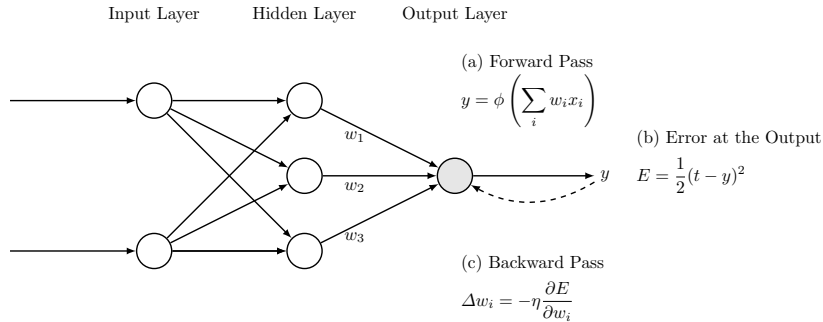 Input Layer
Hidden Layer
Output Layer
(a) Forward Pass
y = ϕ(∑_i w_i x_i)
w_1
w_2
w_3
y
(b) Error at the Output
E = 1/2 (t − y)^2
(c) Backward Pass
Δw_i = −η ∂E/∂w_i